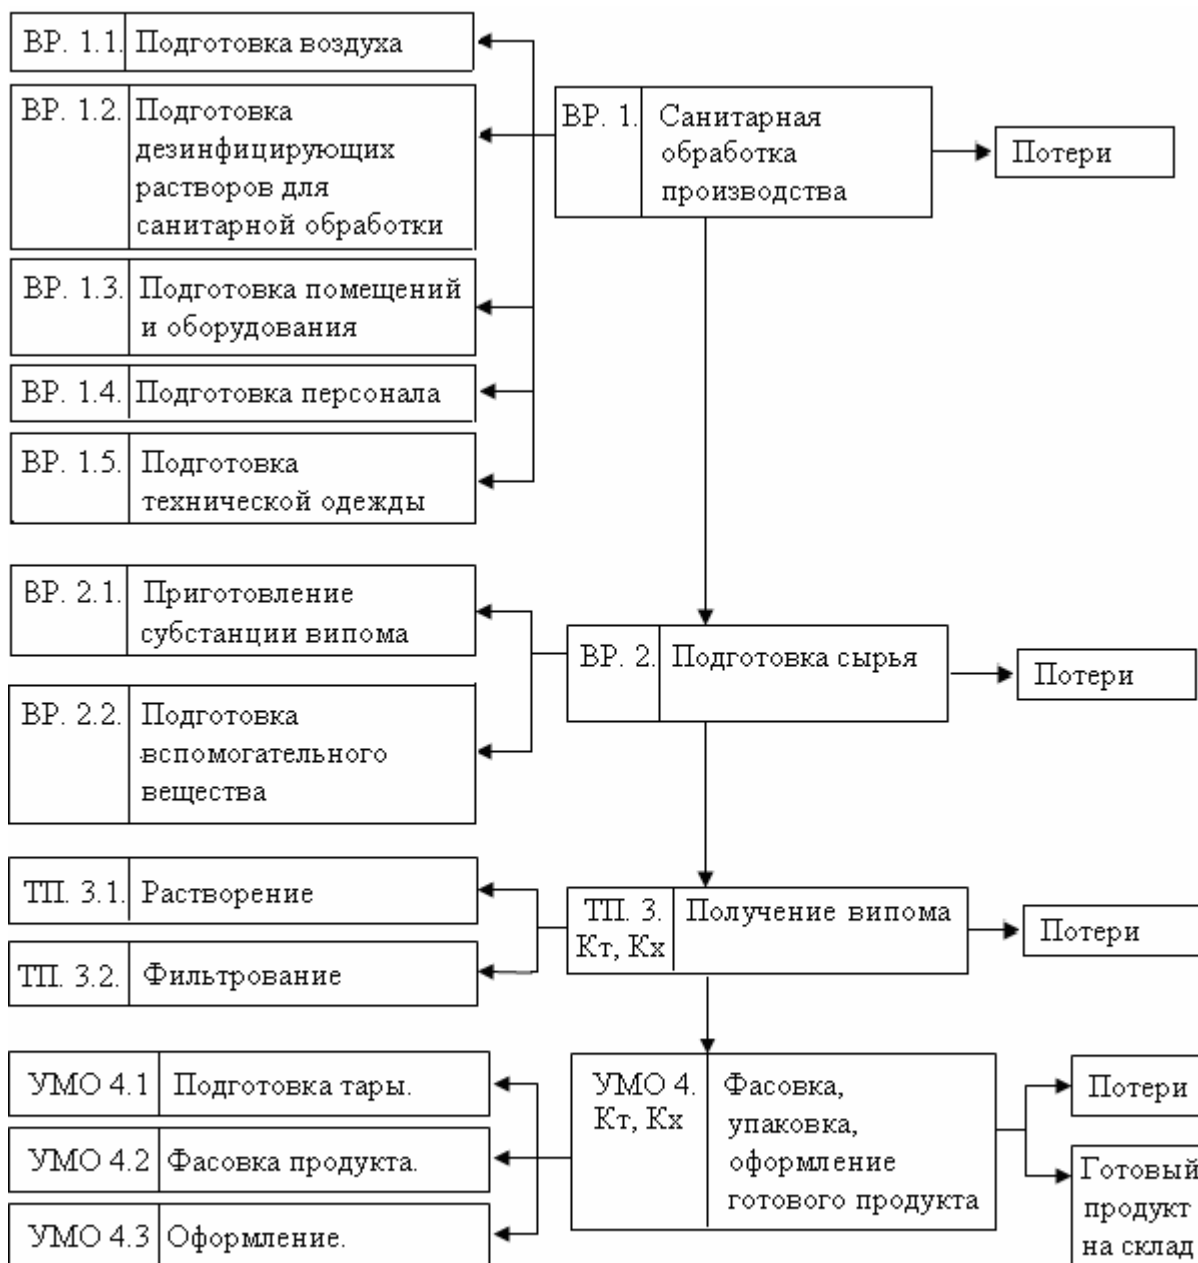 ВР. 1.1. Подготовка воздуха
ВР. 1.2. Подготовка
дезинфицирующих
растворов для
санитарной обработки
ВР. 1.3. Подготовка помещений
и оборудования
ВР. 1.4. Подготовка персонала
ВР. 1.5. Подготовка
технической одежды
ВР. 1. Санитарная
обработка
производства
Потери
ВР. 2.1. Приготовление
субстанции випома
ВР. 2.2. Подготовка
вспомогательного
вещества
ВР. 2. Подготовка сырья
Потери
ТП. 3.1. Растворение
ТП. 3.2. Фильтрование
ТП. 3. Получение випома
Кт, Кх
Потери
УМО 4.1 Подготовка тары.
УМО 4.2 Фасовка продукта.
УМО 4.3 Оформление.
УМО 4. Фасовка,
Кт, Кх упаковка,
оформление
готового продукта
Потери
Готовый
продукт
на склад